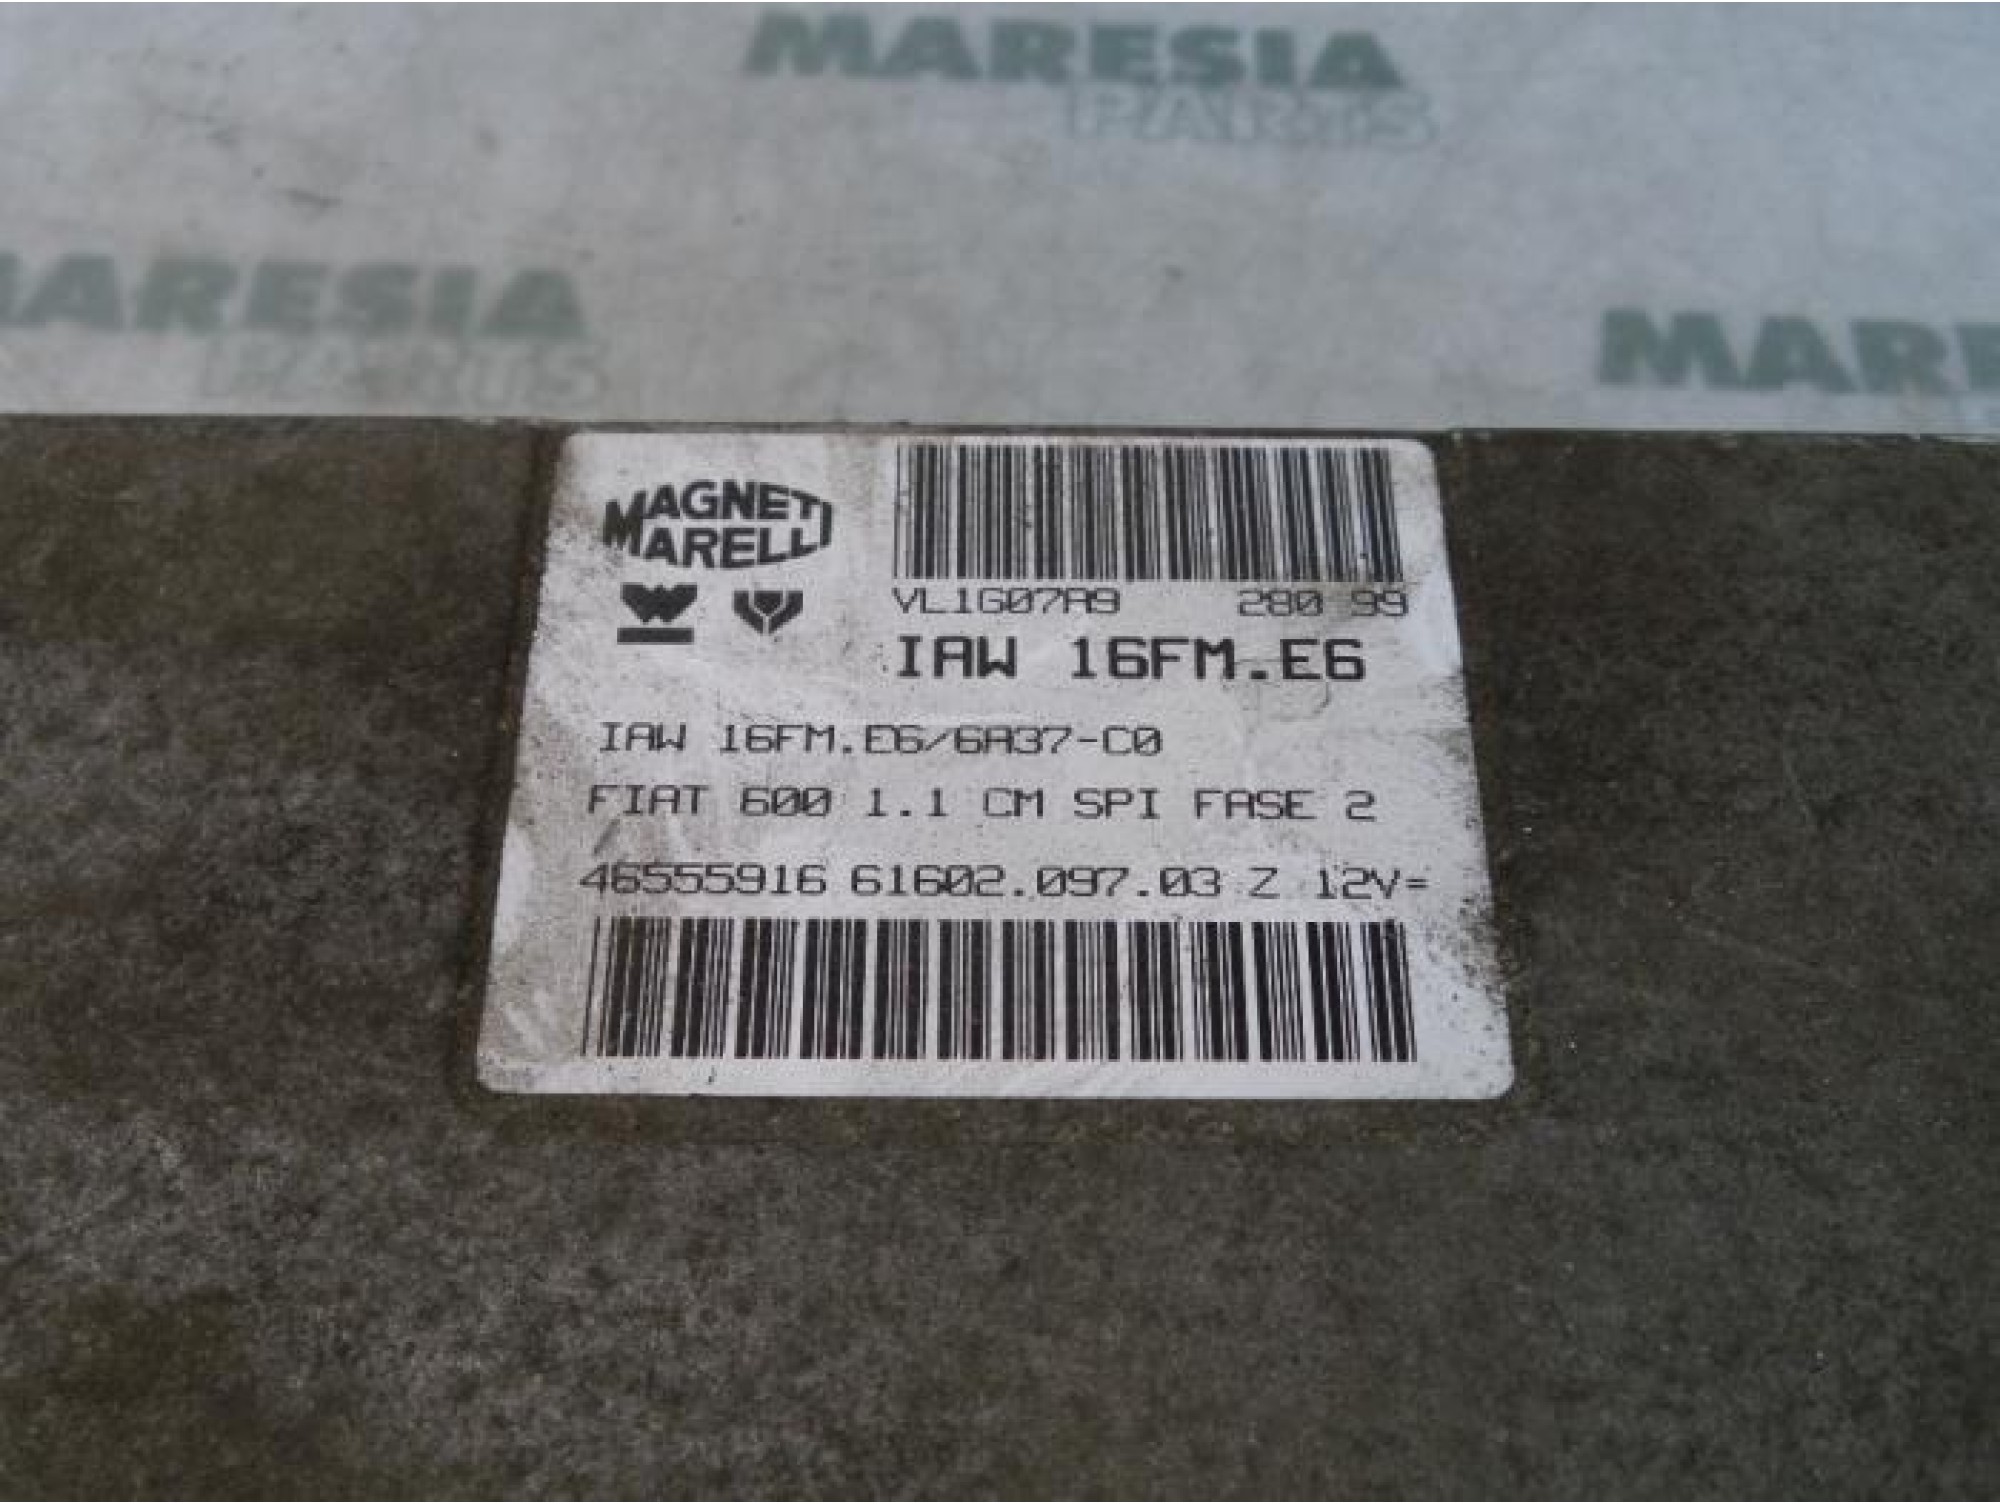 MARESIA
PARTS
MARESIA
PARTS
MARE
MAGNETI
MARELLI
VL1G07A9 280 99
IAW 16FM.E6
IAW 16FM.E6/6A37-C0
FIAT 600 1.1 CM SPI FASE 2
46555916 61602.097.03 Z 12V=